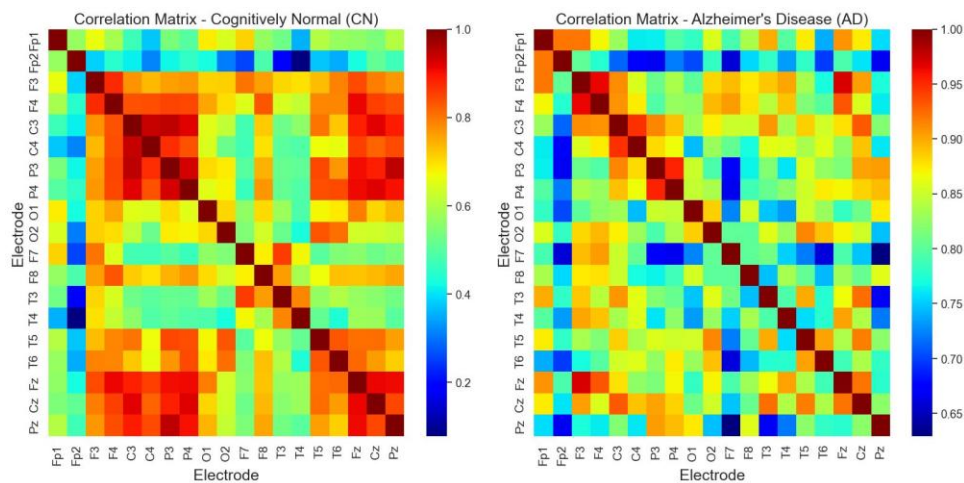 Correlation Matrix - Cognitively Normal (CN)
Fp1
Fp2
F3
F4
C3
C4
P3
P4
O1
O2
F7
F8
T3
T4
T5
T6
Fz
Cz
Pz
Electrode
Fp1 Fp2 F3 F4 C3 C4 P3 P4 O1 O2 F7 F8 T3 T4 T5 T6 Fz Cz Pz
Electrode
1.0
0.8
0.6
0.4
0.2
Correlation Matrix - Alzheimer's Disease (AD)
Fp1
Fp2
F3
F4
C3
C4
P3
P4
O1
O2
F7
F8
T3
T4
T5
T6
Fz
Cz
Pz
Electrode
Fp1 Fp2 F3 F4 C3 C4 P3 P4 O1 O2 F7 F8 T3 T4 T5 T6 Fz Cz Pz
Electrode
1.00
0.95
0.90
0.85
0.80
0.75
0.70
0.65